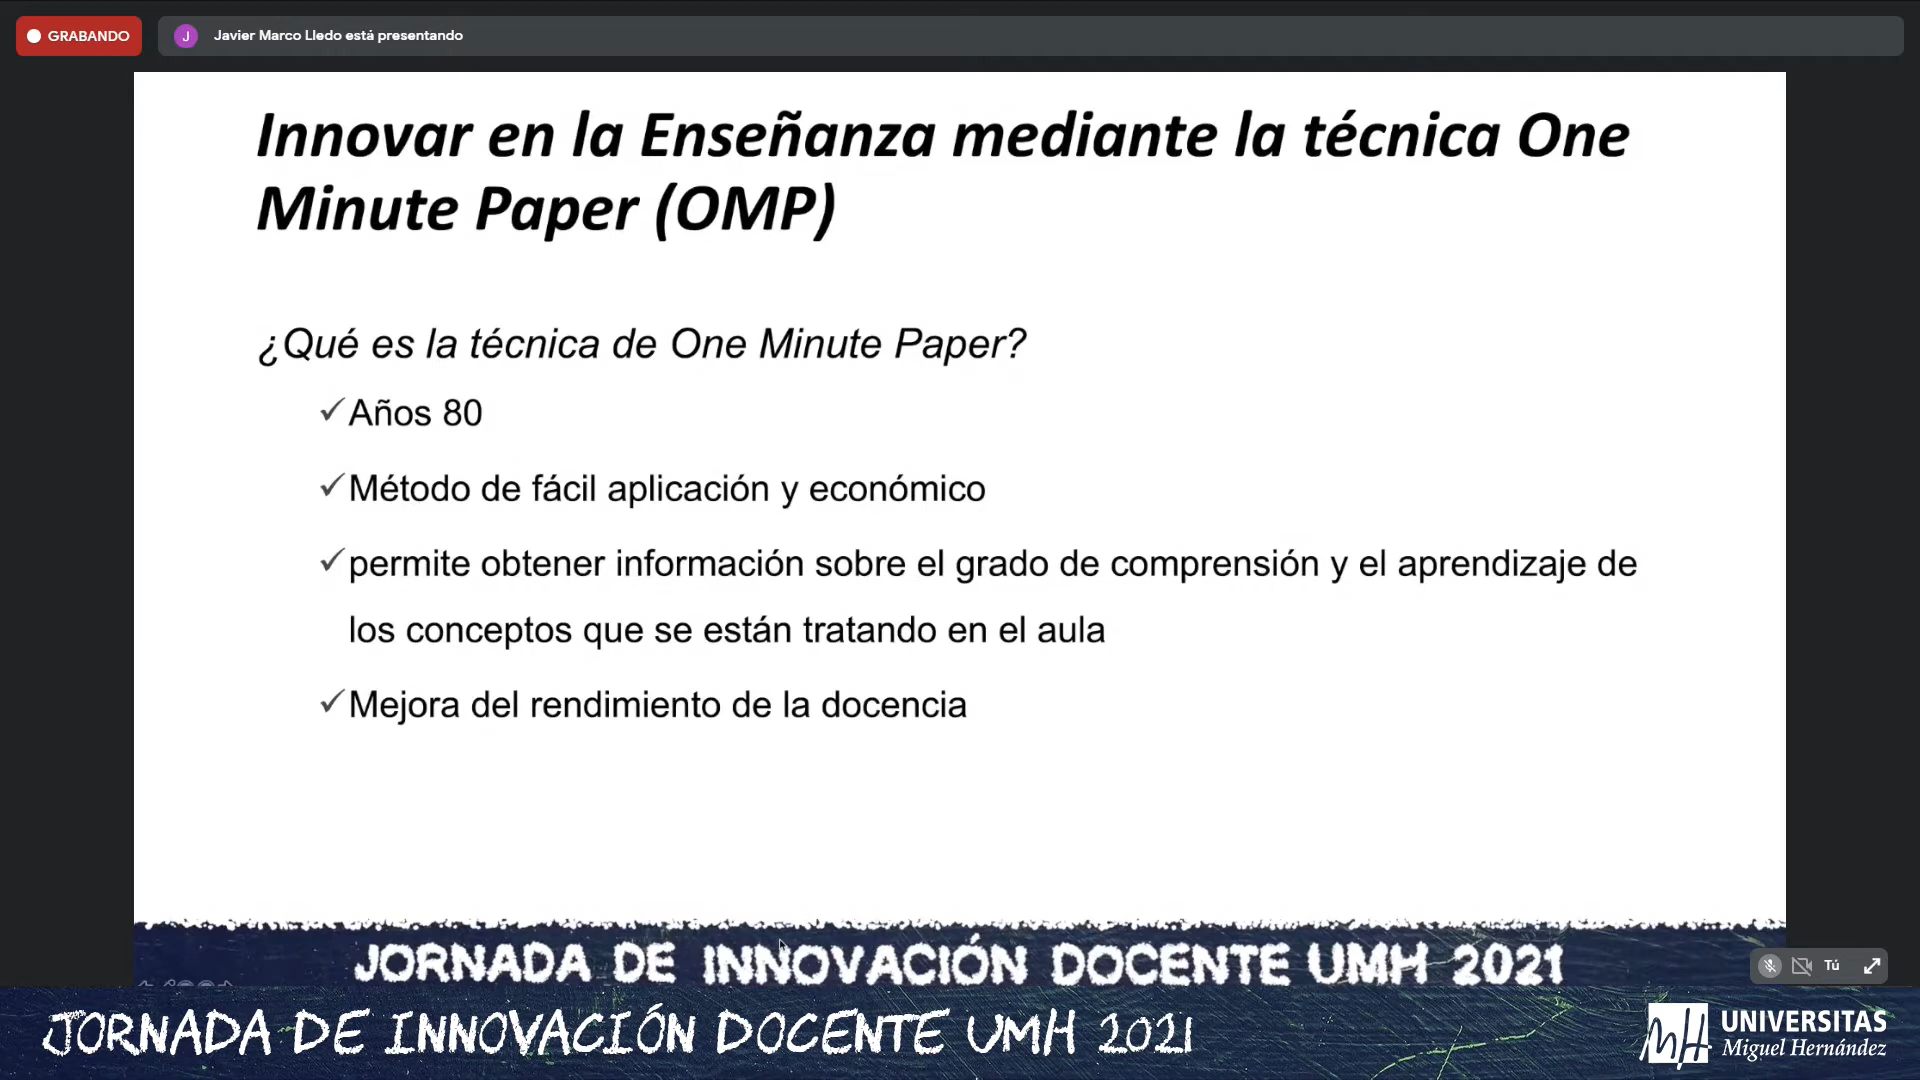 GRABANDO
J
Javier Marco Lledo está presentando
Innovar en la Enseñanza mediante la técnica One
Minute Paper (OMP)
¿Qué es la técnica de One Minute Paper?
✓Años 80
✓Método de fácil aplicación y económico
✓permite obtener información sobre el grado de comprensión y el aprendizaje de
los conceptos que se están tratando en el aula
✓Mejora del rendimiento de la docencia
JORNADA DE INNOVACIÓN DOCENTE UMH 2021
Tú
JORNADA DE INNOVACIÓN DOCENTE UMH 2021
UNIVERSITAS
Miguel Hernández